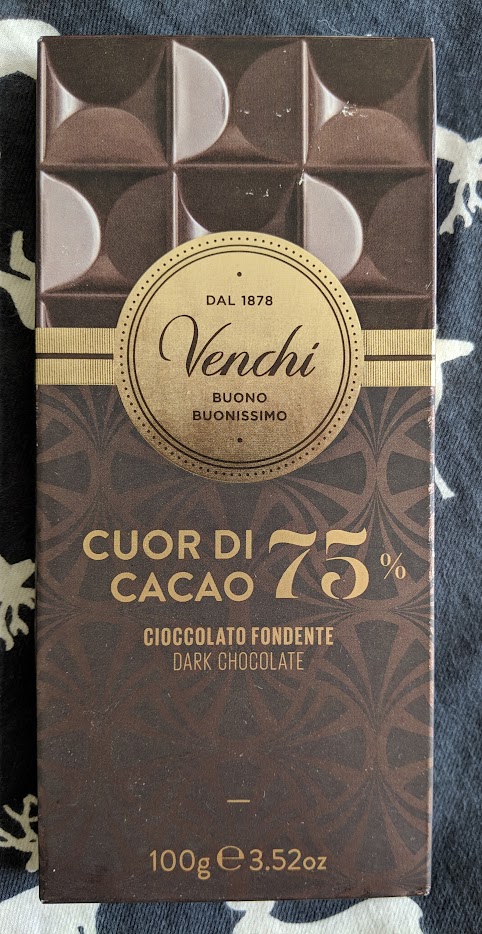 DAL 1878
Venchi
BUONO
BUONISSIMO
CUOR DI
CACAO 75%
CIOCCOLATO FONDENTE
DARK CHOCOLATE
100g ℮ 3.52oz